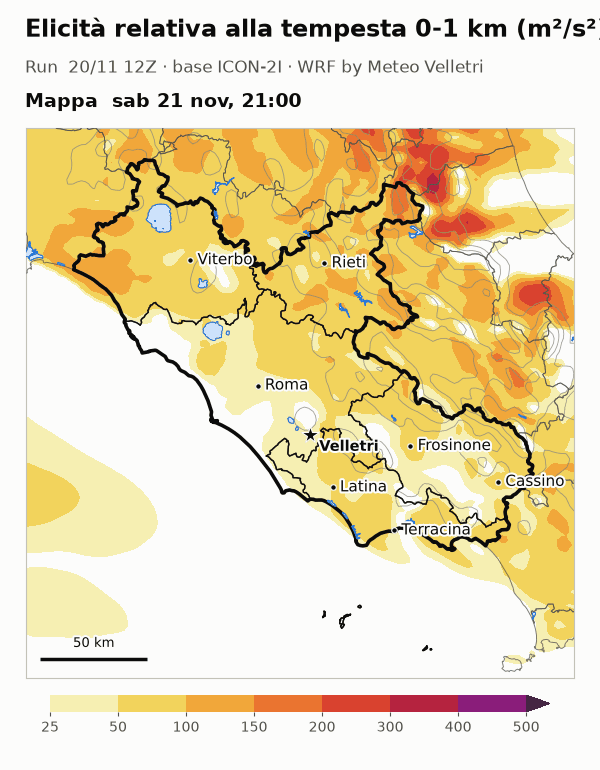 Elicità relativa alla tempesta 0-1 km (m²/s²)
Run 20/11 12Z · base ICON-2I · WRF by Meteo Velletri
Mappa sab 21 nov, 21:00
Viterbo
Rieti
Roma
Velletri
Frosinone
Cassino
Latina
Terracina
50 km
25 50 100 150 200 300 400 500